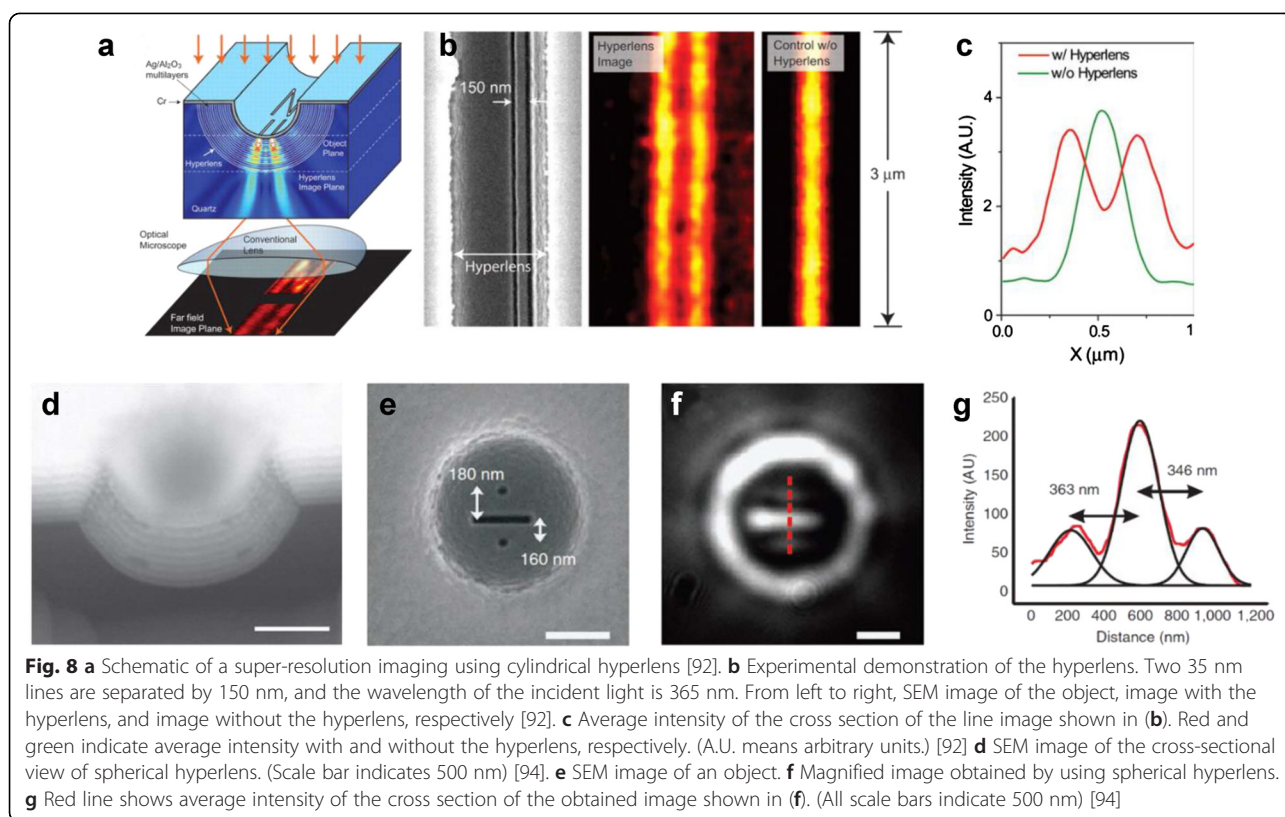 a
Ag/Al2O3
multilayers
Cr
Hyperlens
Object
Plane
Hyperlens
Image Plane
Quartz
Optical
Microscope
Conventional
Lens
Far field
Image Plane
b
150 nm
Hyperlens
Hyperlens
Image
Control w/o
Hyperlens
3 μm
c
w/ Hyperlens
w/o Hyperlens
Intensity (A.U.)
4
2
0
0.0
0.5
1
X (μm)
d
e
180 nm
160 nm
f
g
Intensity (AU)
250
200
150
100
50
0
363 nm
346 nm
0 200 400 600 800 1,000 1,200
Distance (nm)
Fig. 8 a Schematic of a super-resolution imaging using cylindrical hyperlens [92]. b Experimental demonstration of the hyperlens. Two 35 nm
lines are separated by 150 nm, and the wavelength of the incident light is 365 nm. From left to right, SEM image of the object, image with the
hyperlens, and image without the hyperlens, respectively [92]. c Average intensity of the cross section of the line image shown in (b). Red and
green indicate average intensity with and without the hyperlens, respectively. (A.U. means arbitrary units.) [92] d SEM image of the cross-sectional
view of spherical hyperlens. (Scale bar indicates 500 nm) [94]. e SEM image of an object. f Magnified image obtained by using spherical hyperlens.
g Red line shows average intensity of the cross section of the obtained image shown in (f). (All scale bars indicate 500 nm) [94]